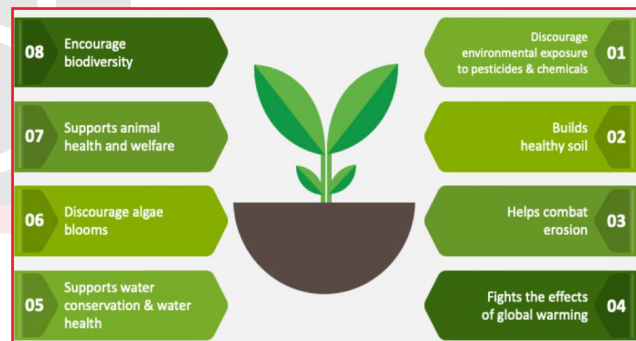 08
Encourage
biodiversity
07
Supports animal
health and welfare
06
Discourage algae
blooms
05
Supports water
conservation & water
health
Discourage
environmental exposure
to pesticides & chemicals
01
Builds
healthy soil
02
Helps combat
erosion
03
Fights the effects
of global warming
04